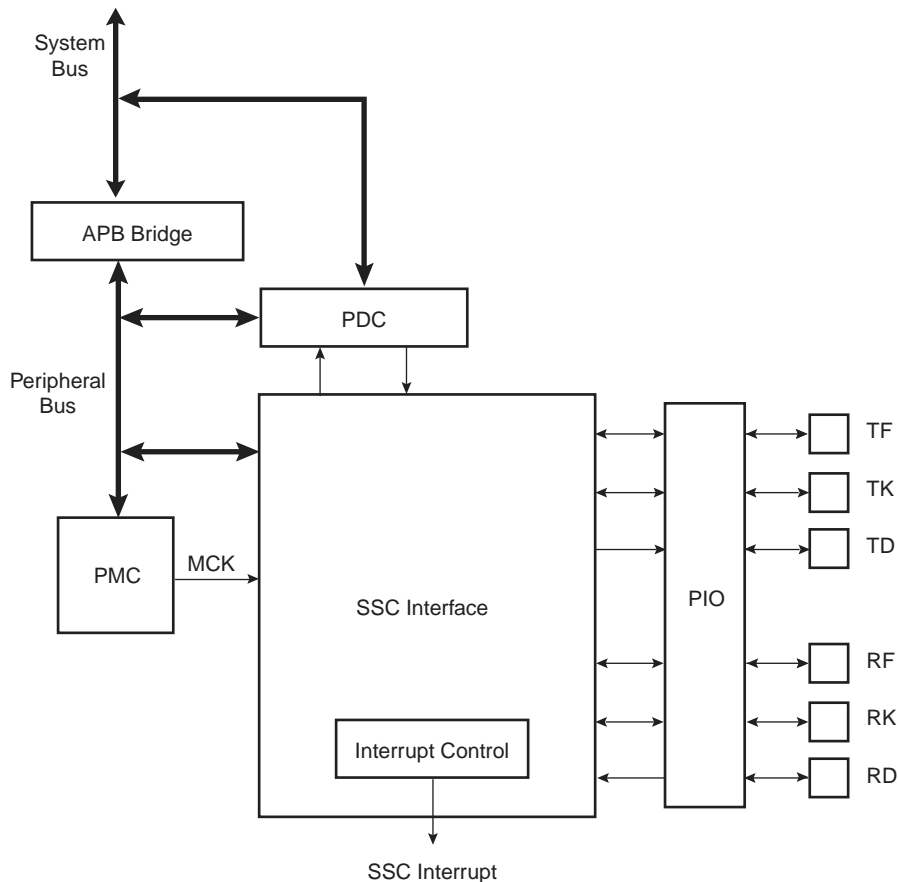 System
Bus
APB Bridge
PDC
Peripheral
Bus
TF
TK
TD
PMC
MCK
SSC Interface
PIO
RF
RK
RD
Interrupt Control
SSC Interrupt